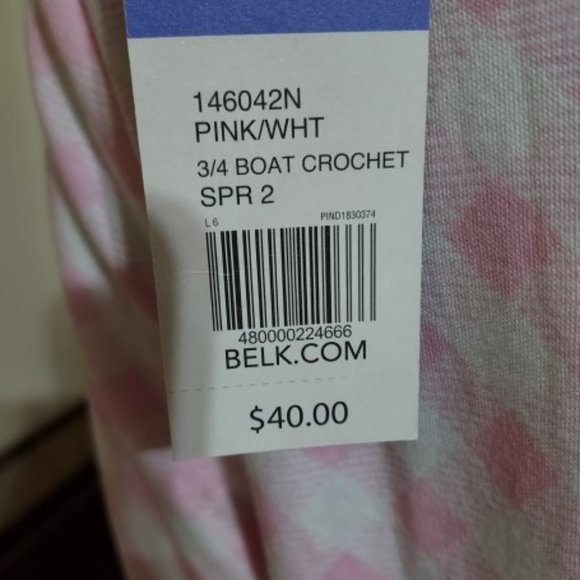 146042N
PINK/WHT
3/4 BOAT CROCHET
SPR 2
L 6 PIND1830374
480000224666
BELK.COM
$40.00